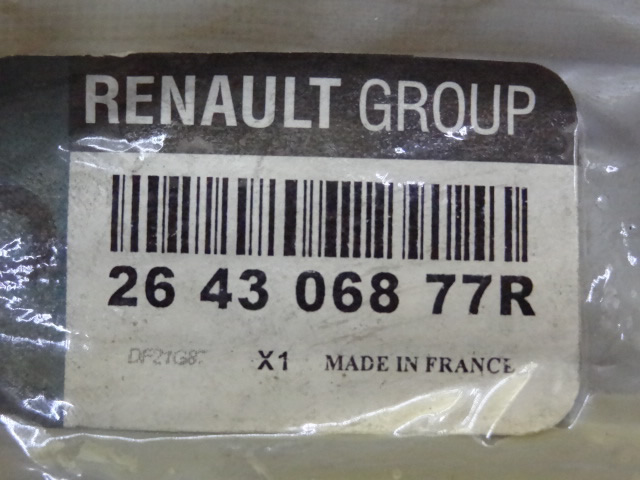 RENAULT GROUP
26 43 068 77R
X1 MADE IN FRANCE